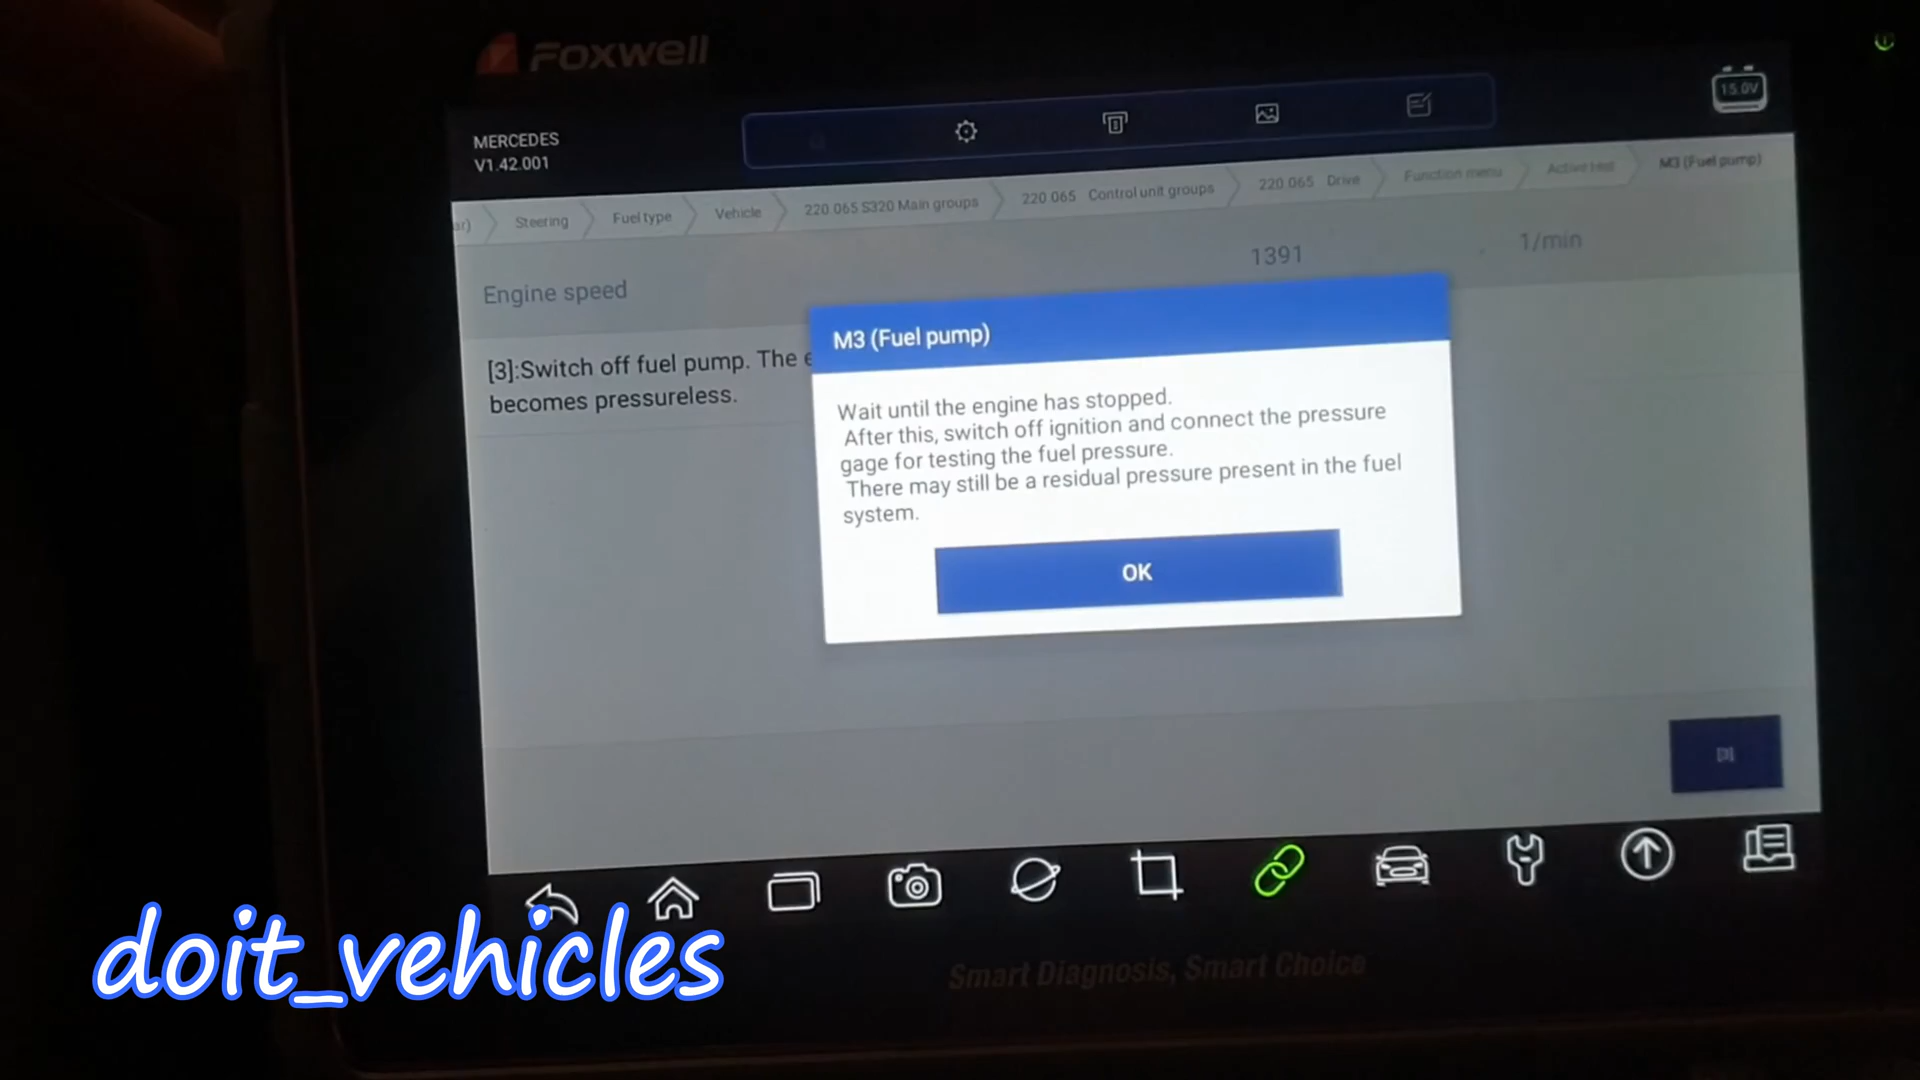 Foxwell
15.0V
MERCEDES
V1.42.001
ar)
Steering
Fuel type
Vehicle
220 065 S320 Main groups
220 065 Control unit groups
220 065 Drive
Function menu
Active test
M3 (Fuel pump)
Engine speed
1391
1/min
[3]:Switch off fuel pump. The e
becomes pressureless.
M3 (Fuel pump)
Wait until the engine has stopped.
After this, switch off ignition and connect the pressure
gage for testing the fuel pressure.
There may still be a residual pressure present in the fuel
system.
OK
[3]
doit_vehicles
Smart Diagnosis, Smart Choice